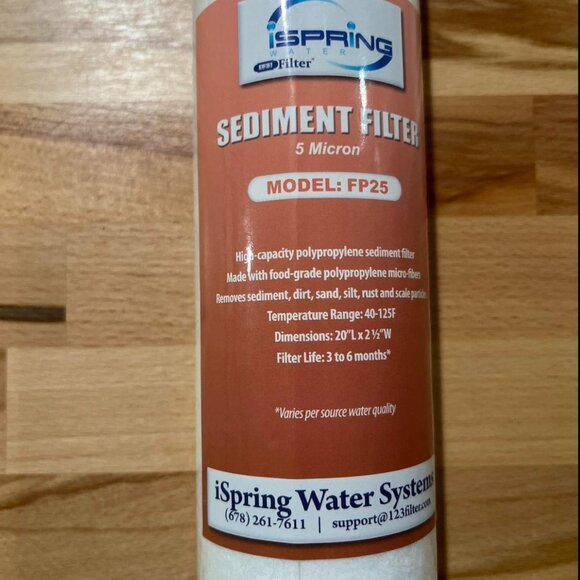 iSPRING
WATER
123 Filter®
SEDIMENT FILTER
5 Micron
MODEL: FP25
High-capacity polypropylene sediment filter
Made with food-grade polypropylene micro-fibers
Removes sediment, dirt, sand, silt, rust and scale particles
Temperature Range: 40-125F
Dimensions: 20"L x 2 ½"W
Filter Life: 3 to 6 months*
*Varies per source water quality
iSpring Water Systems
(678) 261-7611 | support@123filter.com